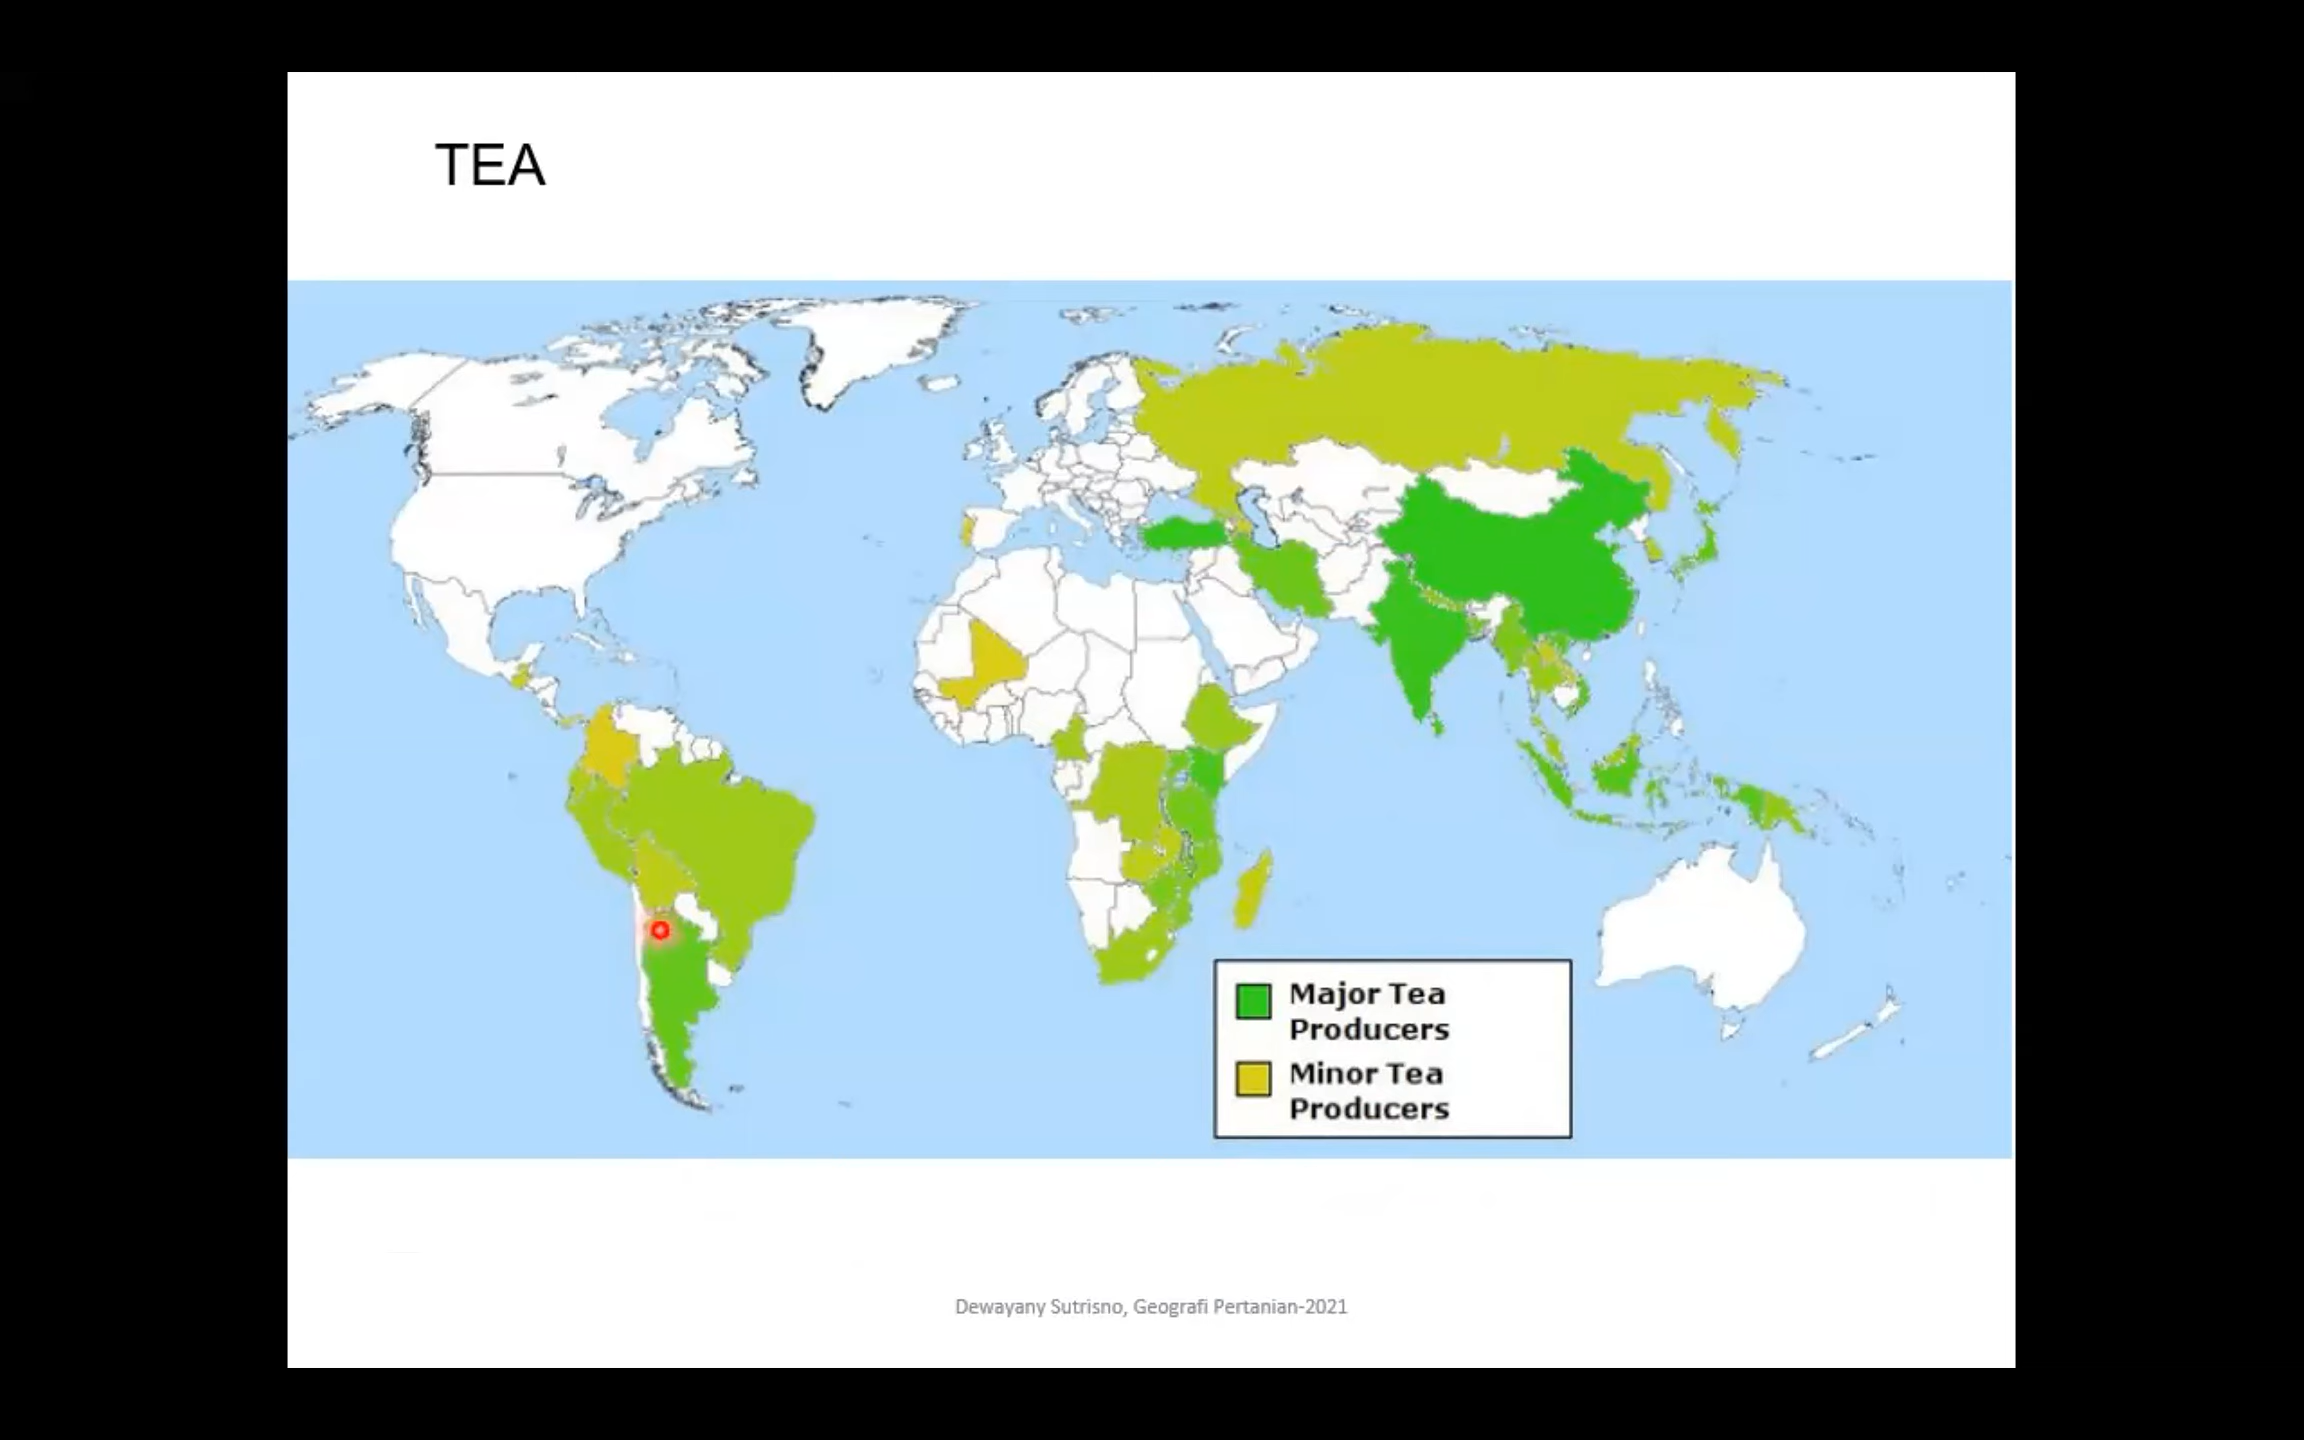 TEA
Major Tea
Producers
Minor Tea
Producers
Dewayany Sutrisno, Geografi Pertanian-2021